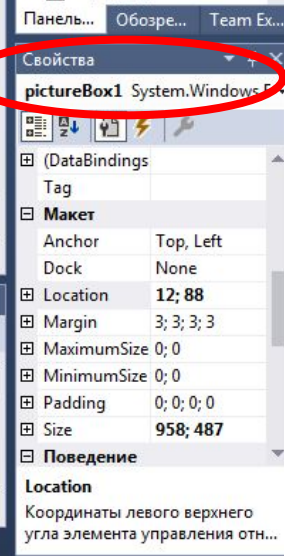 Панель... Обозре... Team Ex...
Свойства
pictureBox1 System.Windows.F
(DataBindings
Tag
Макет
Anchor Top, Left
Dock None
Location 12; 88
Margin 3; 3; 3; 3
MaximumSize 0; 0
MinimumSize 0; 0
Padding 0; 0; 0; 0
Size 958; 487
Поведение
Location
Координаты левого верхнего
угла элемента управления отн...